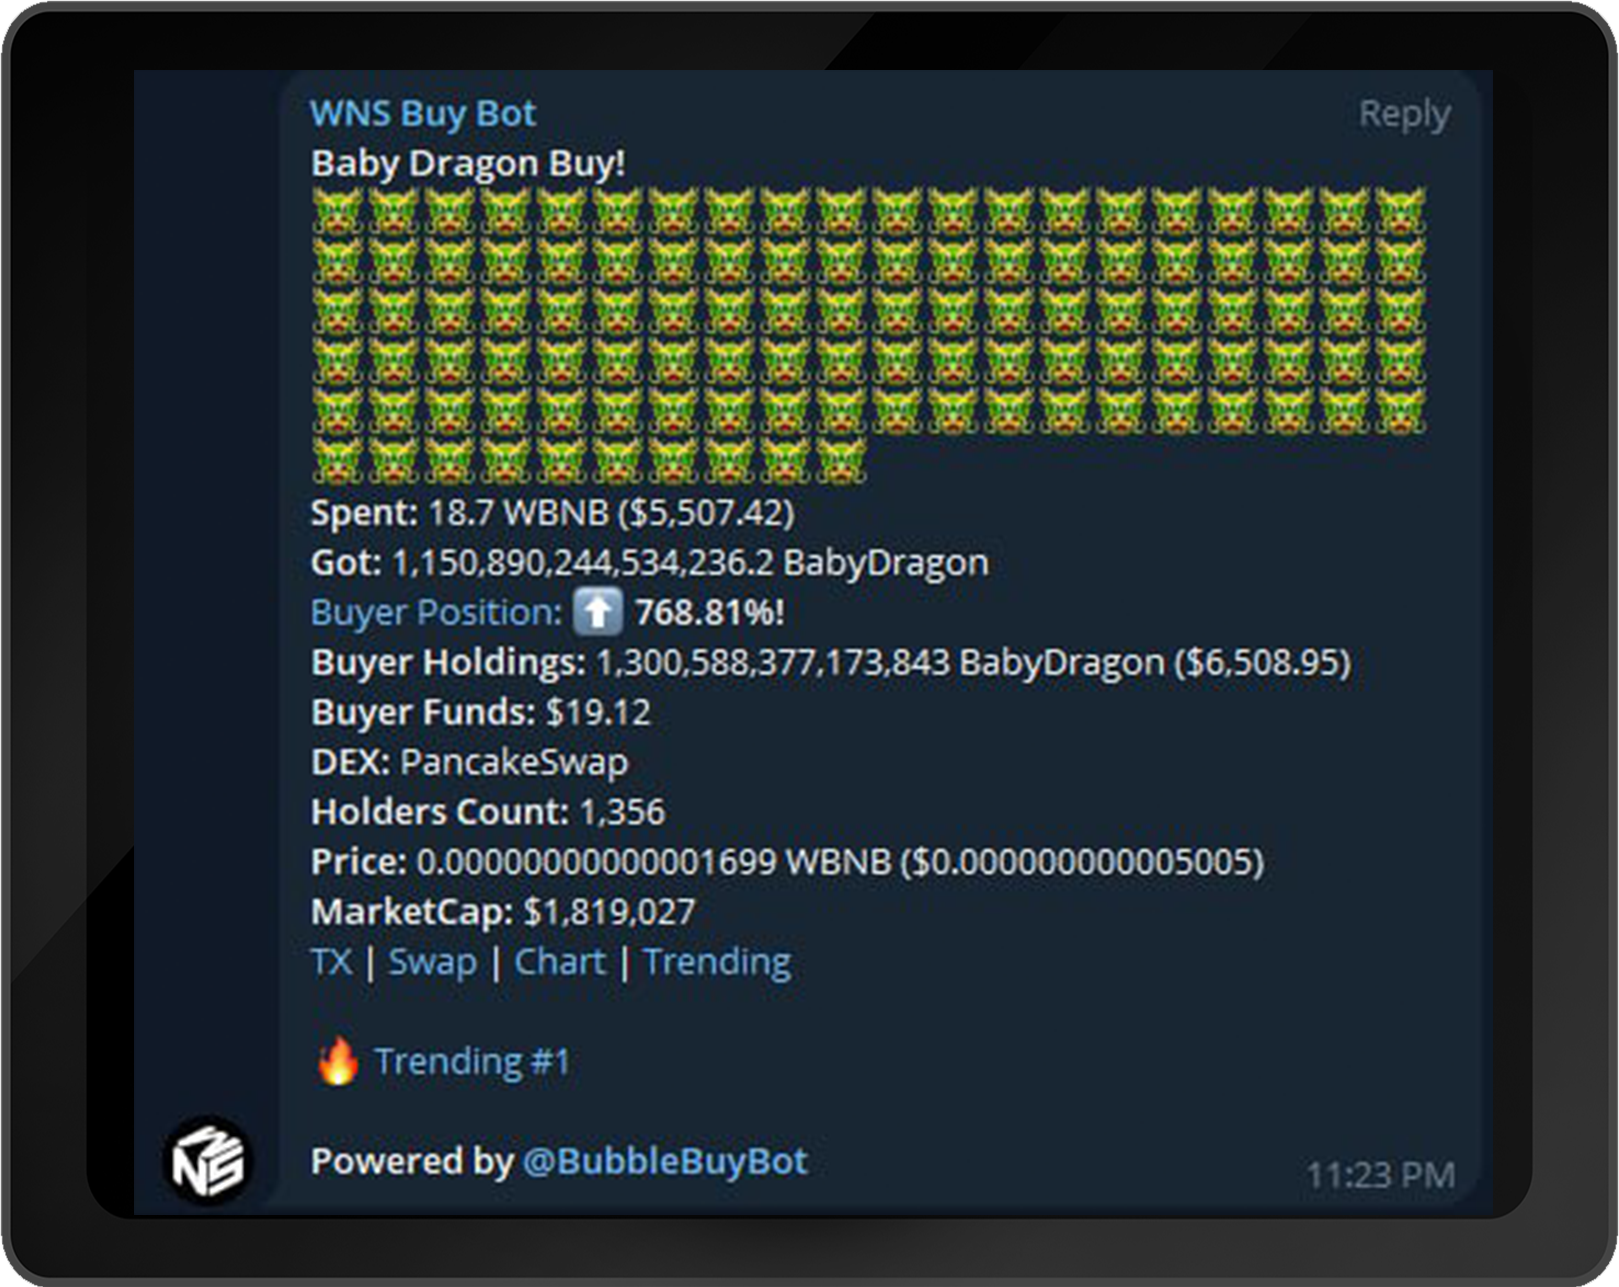 WNS Buy Bot
Reply
Baby Dragon Buy!
Spent: 18.7 WBNB ($5,507.42)
Got: 1,150,890,244,534,236.2 BabyDragon
Buyer Position: ⬆️ 768.81%!
Buyer Holdings: 1,300,588,377,173,843 BabyDragon ($6,508.95)
Buyer Funds: $19.12
DEX: PancakeSwap
Holders Count: 1,356
Price: 0.00000000000001699 WBNB ($0.000000000005005)
MarketCap: $1,819,027
TX | Swap | Chart | Trending
🔥 Trending #1
WNS
Powered by @BubbleBuyBot
11:23 PM